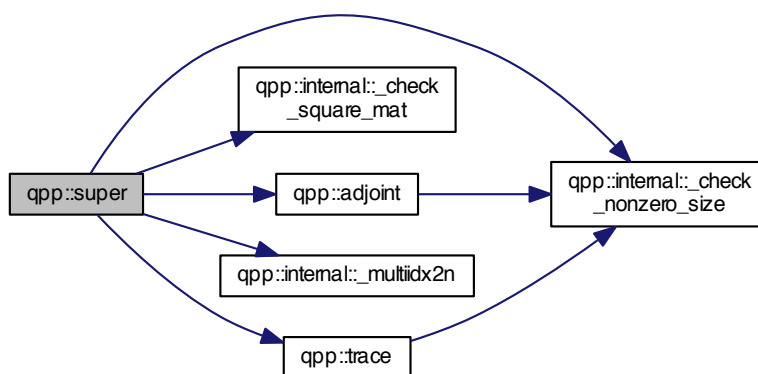 qpp::super
qpp::internal::_check
_square_mat
qpp::adjoint
qpp::internal::_multiidx2n
qpp::trace
qpp::internal::_check
_nonzero_size